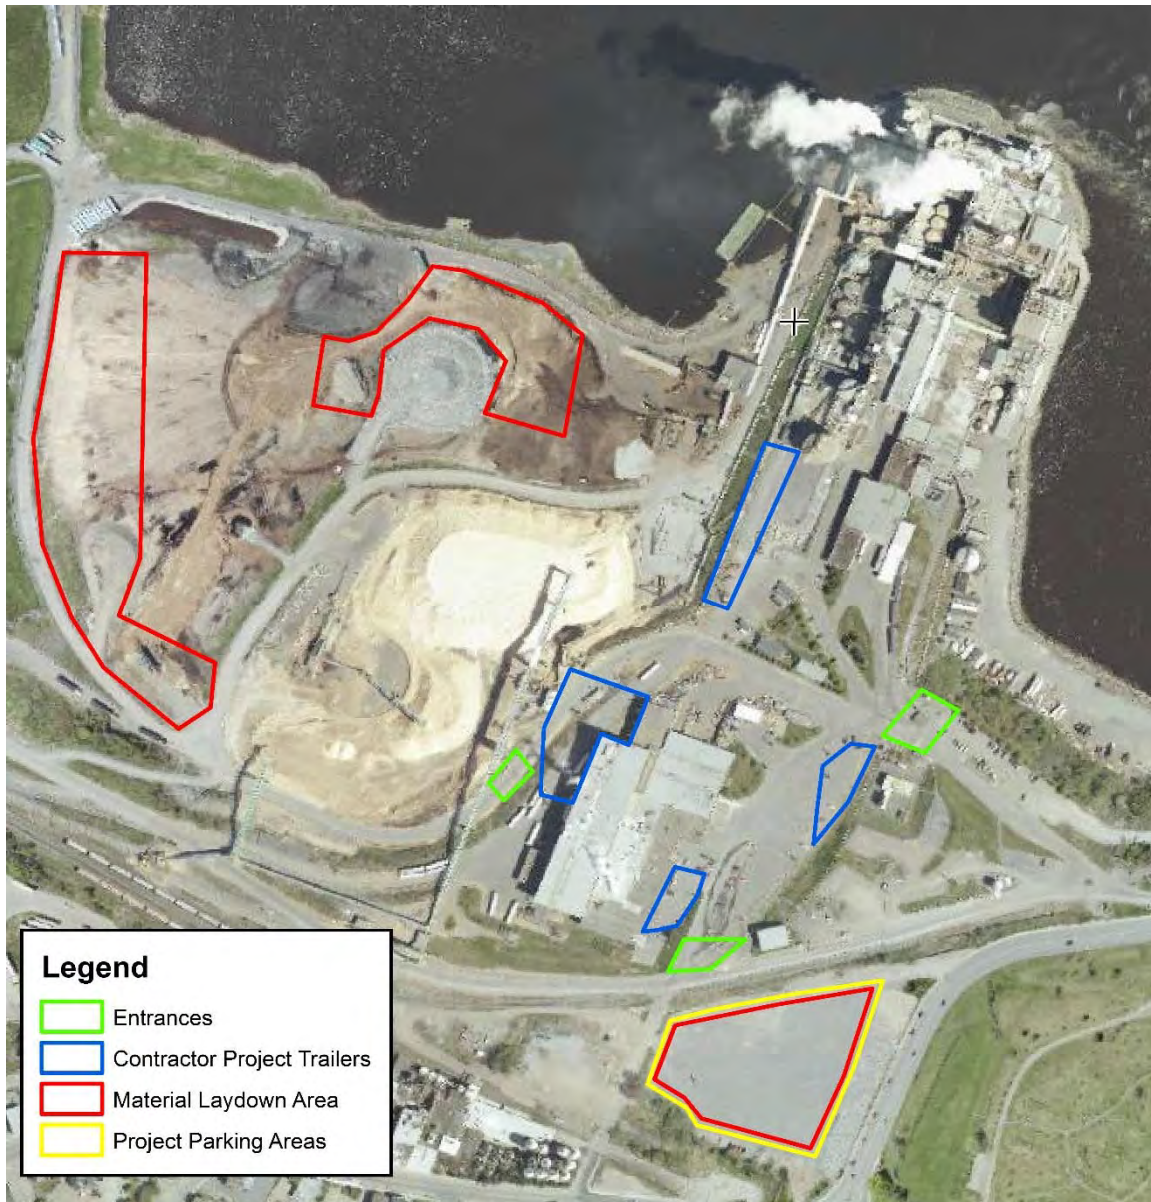 Legend
Entrances
Contractor Project Trailers
Material Laydown Area
Project Parking Areas